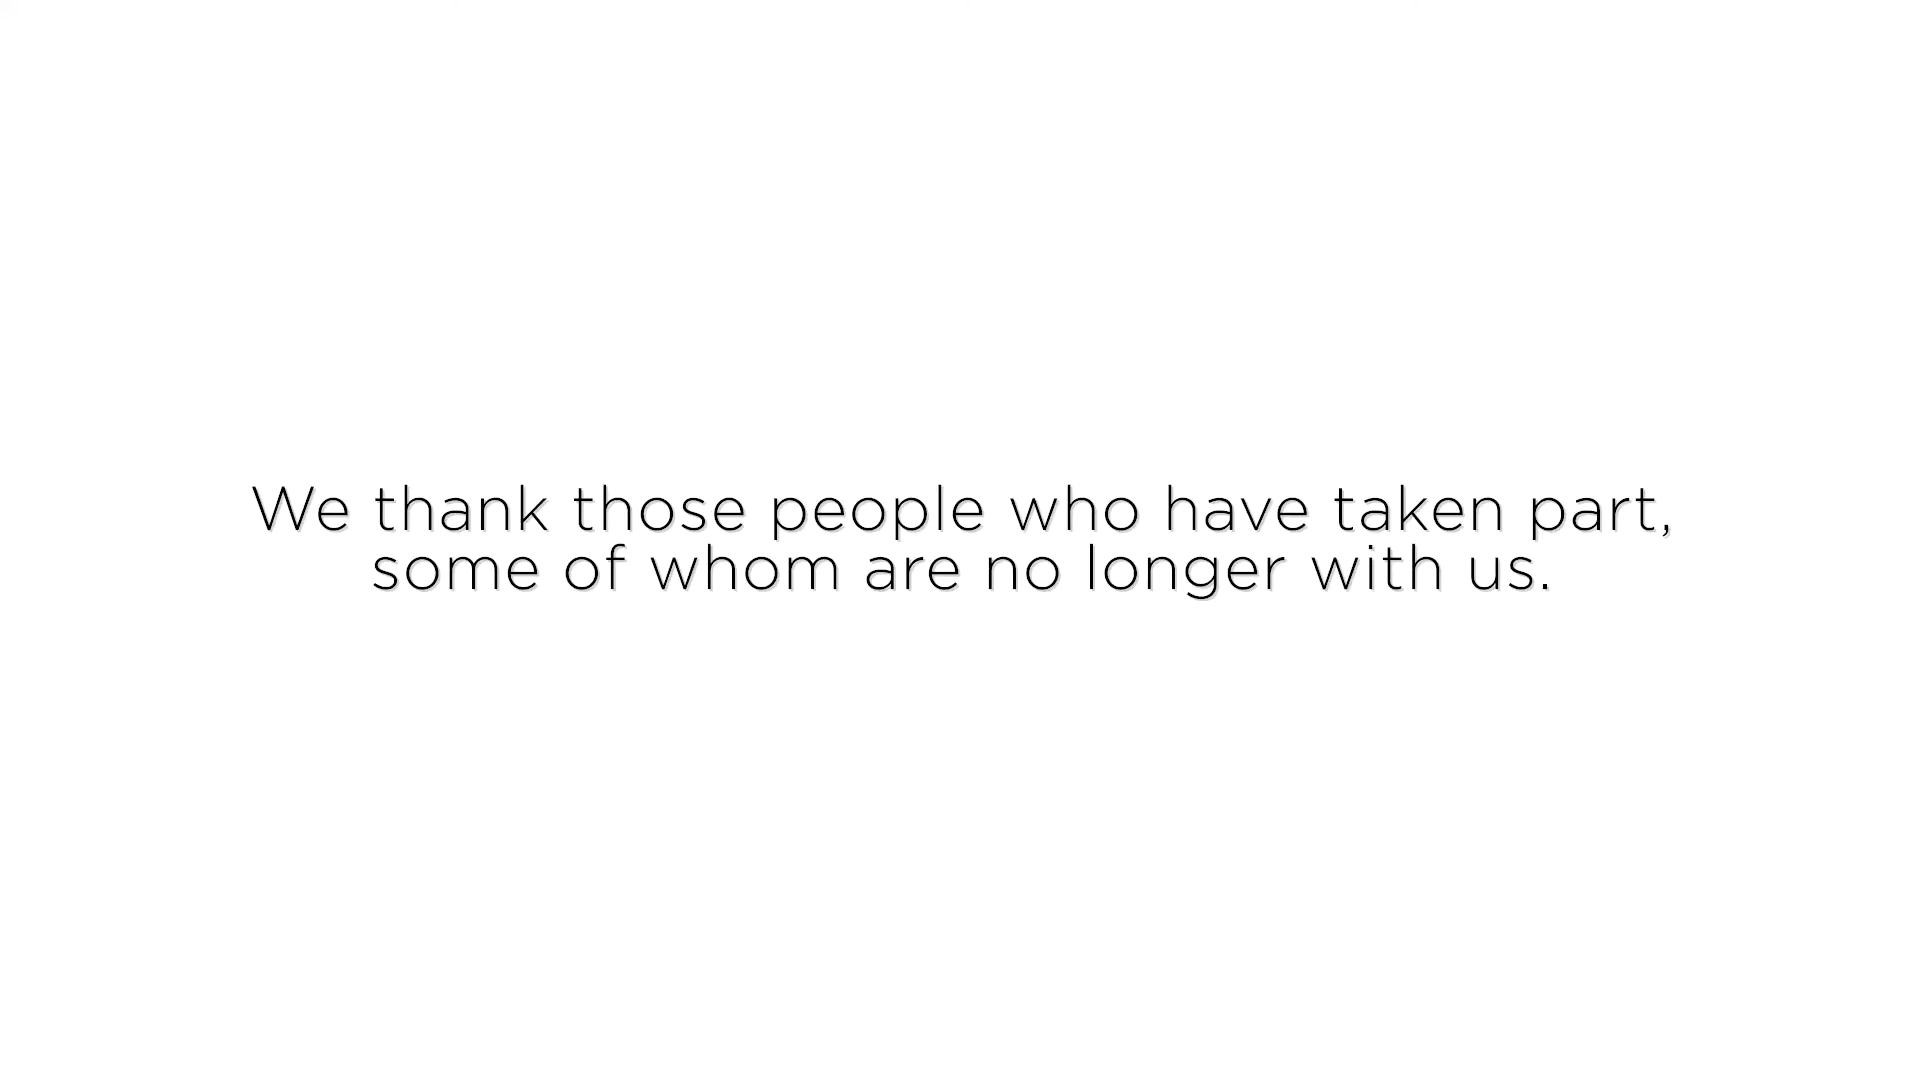 We thank those people who have taken part,
some of whom are no longer with us.